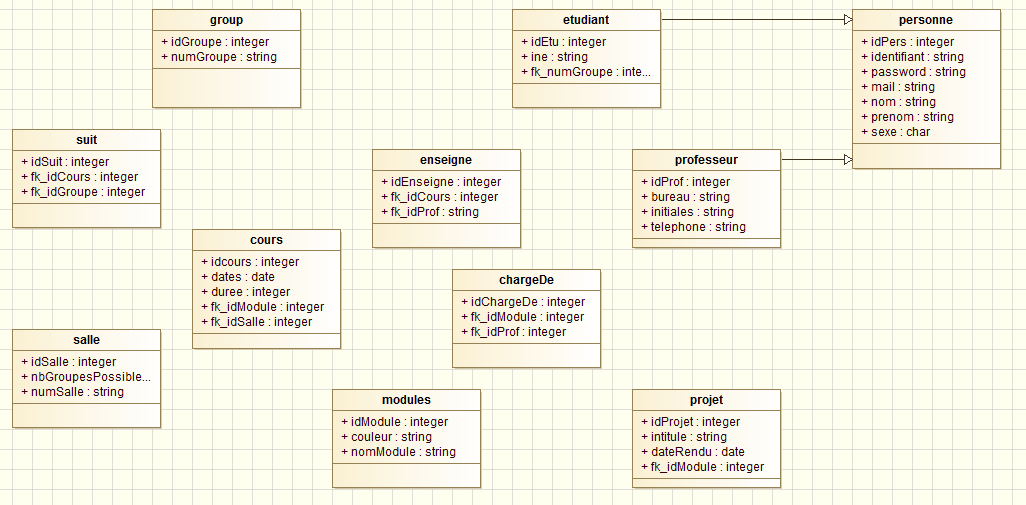 group
+ idGroupe : integer
+ numGroupe : string
etudiant
+ idEtu : integer
+ ine : string
+ fk_numGroupe : inte...
personne
+ idPers : integer
+ identifiant : string
+ password : string
+ mail : string
+ nom : string
+ prenom : string
+ sexe : char
suit
+ idSuit : integer
+ fk_idCours : integer
+ fk_idGroupe : integer
enseigne
+ idEnseigne : integer
+ fk_idCours : integer
+ fk_idProf : string
professeur
+ idProf : integer
+ bureau : string
+ initiales : string
+ telephone : string
cours
+ idcours : integer
+ dates : date
+ duree : integer
+ fk_idModule : integer
+ fk_idSalle : integer
chargeDe
+ idChargeDe : integer
+ fk_idModule : integer
+ fk_idProf : integer
salle
+ idSalle : integer
+ nbGroupesPossible...
+ numSalle : string
modules
+ idModule : integer
+ couleur : string
+ nomModule : string
projet
+ idProjet : integer
+ intitule : string
+ dateRendu : date
+ fk_idModule : integer